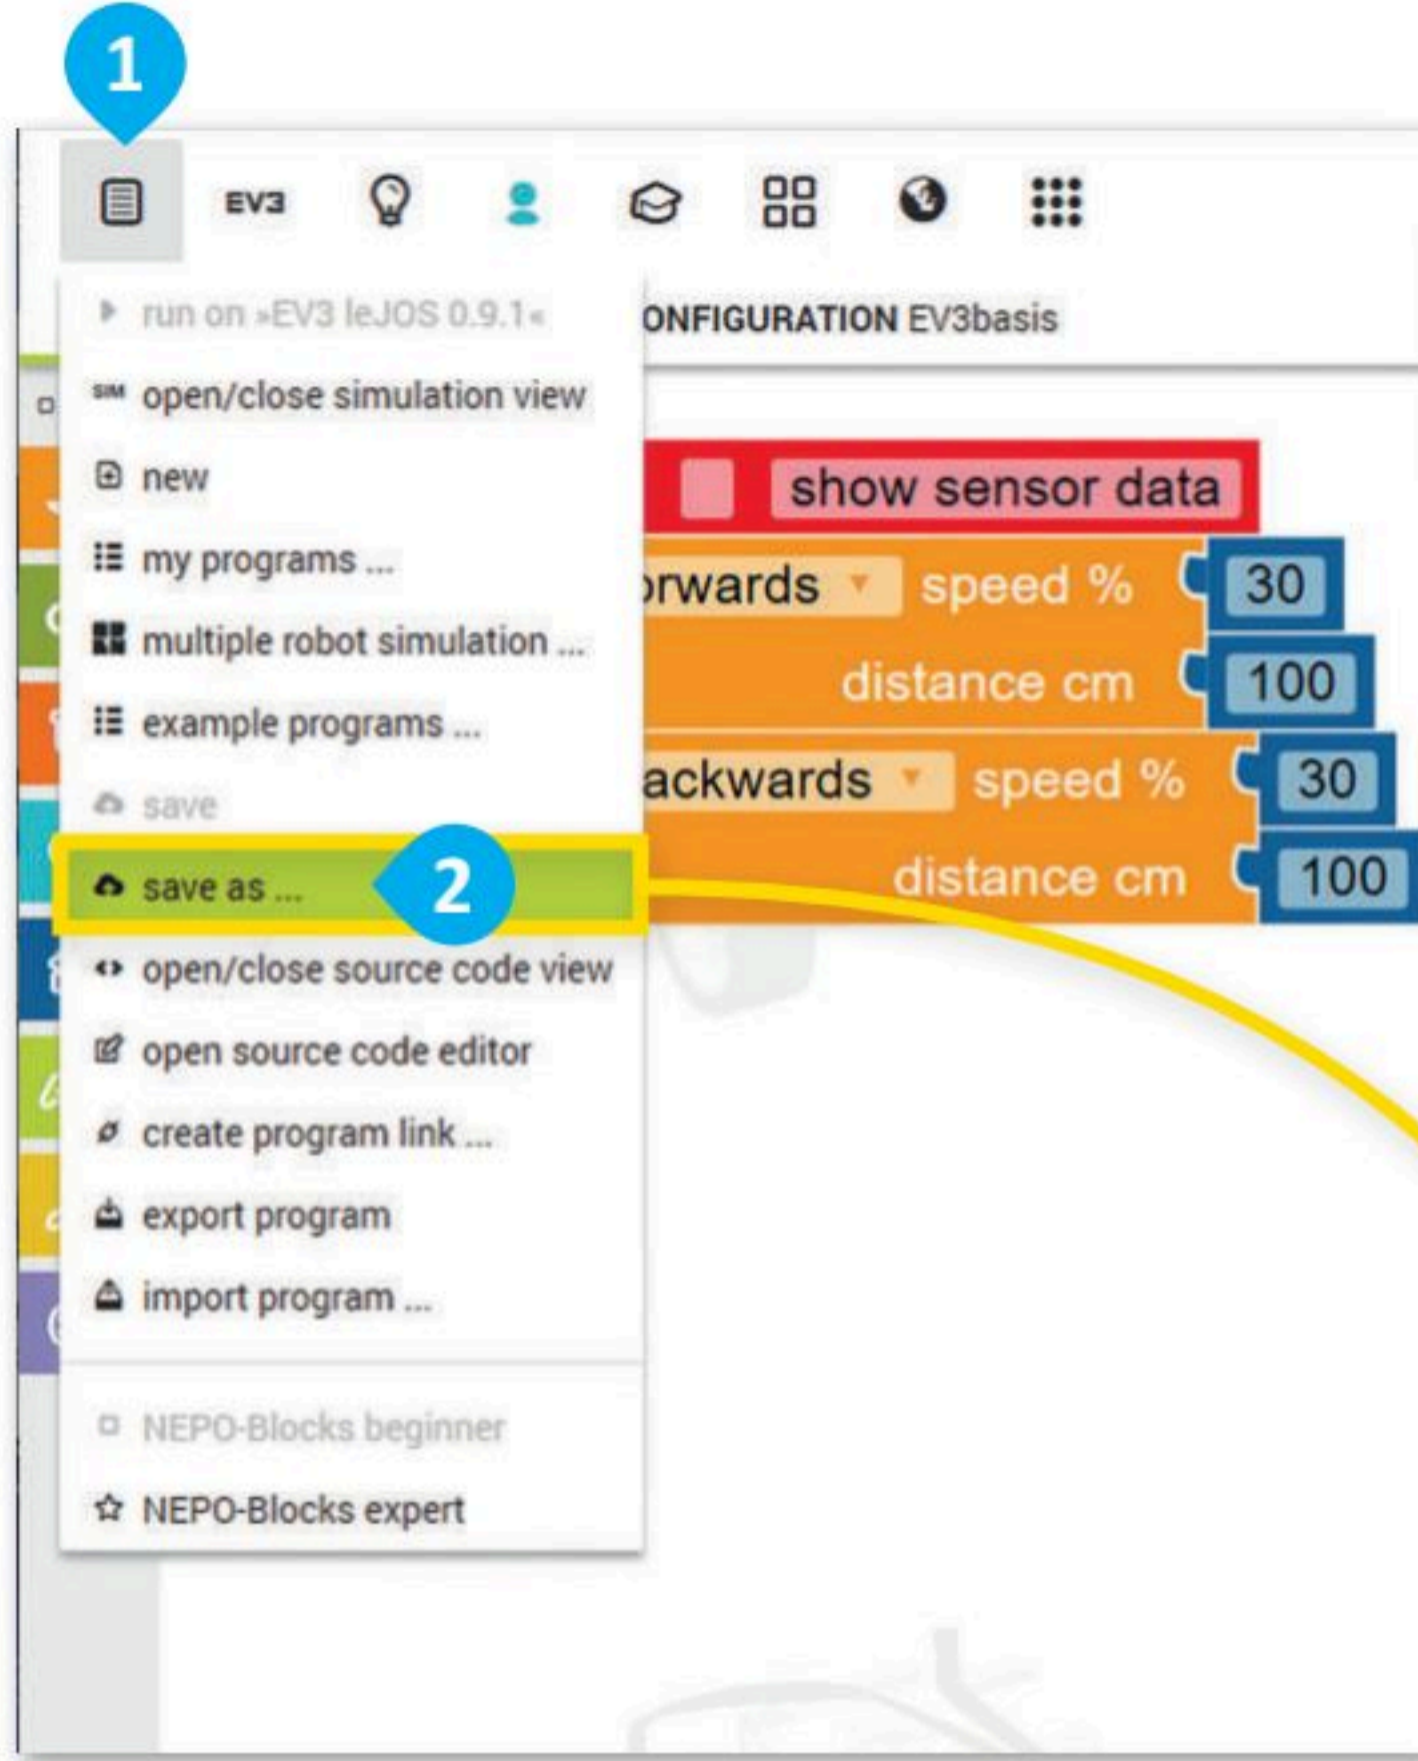 1
EV3
run on »EV3 leJOS 0.9.1«
ONFIGURATION EV3basis
SIM open/close simulation view
new
show sensor data
my programs ...
orwards speed % 30
multiple robot simulation ...
distance cm 100
example programs ...
ackwards speed % 30
save
save as ...
2
distance cm 100
open/close source code view
open source code editor
create program link ...
export program
import program ...
NEPO-Blocks beginner
NEPO-Blocks expert